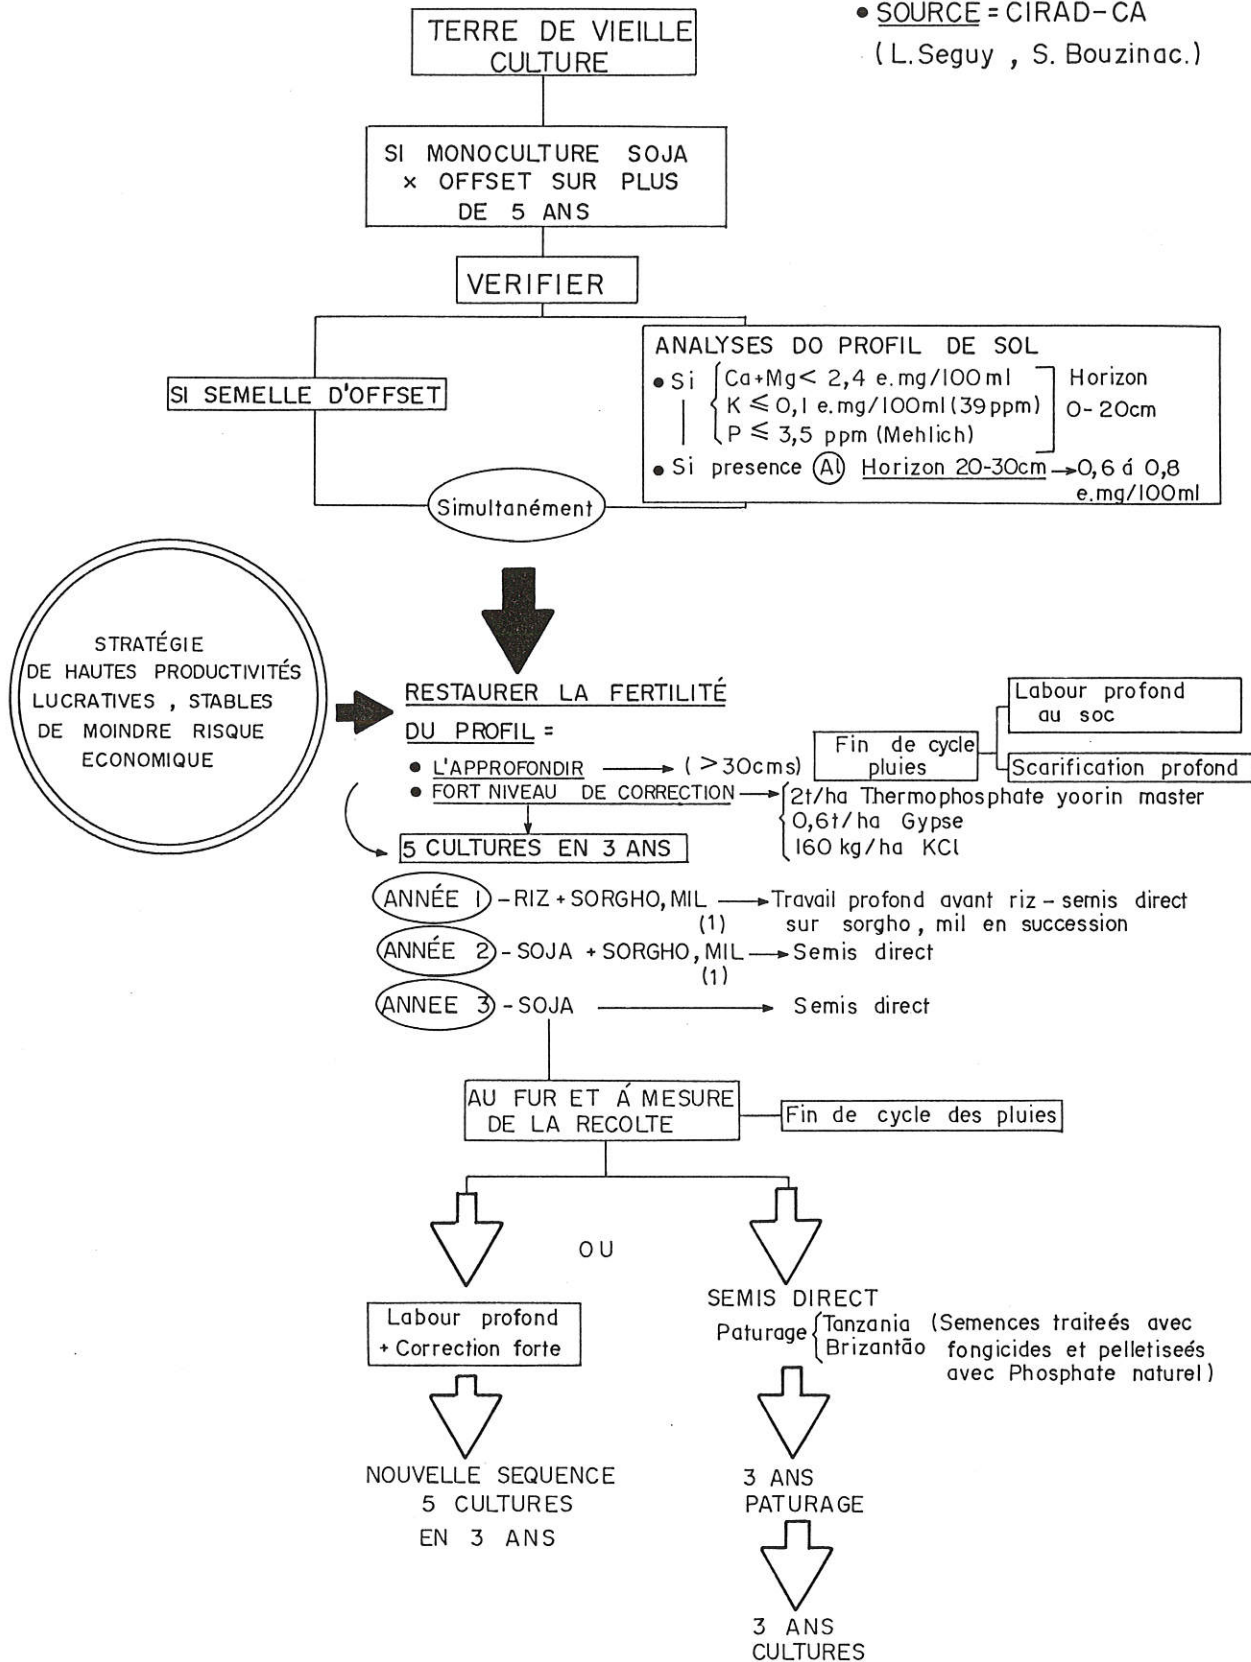 • SOURCE = CIRAD-CA
(L.Seguy , S. Bouzinac.)
TERRE DE VIEILLE
CULTURE
SI MONOCULTURE SOJA
× OFFSET SUR PLUS
DE 5 ANS
VERIFIER
SI SEMELLE D'OFFSET
ANALYSES DO PROFIL DE SOL
• Si Ca+Mg< 2,4 e.mg/100ml
K ≤ 0,1 e.mg/100ml(39ppm)
P ≤ 3,5 ppm (Mehlich)
Horizon
0-20cm
• Si presence Al Horizon 20-30cm → 0,6 á 0,8
e.mg/100ml
Simultanément
STRATÉGIE
DE HAUTES PRODUCTIVITÉS
LUCRATIVES , STABLES
DE MOINDRE RISQUE
ECONOMIQUE
RESTAURER LA FERTILITÉ
DU PROFIL =
• L'APPROFONDIR → (>30cms)
Fin de cycle
pluies
Labour profond
au soc
Scarification profond
• FORT NIVEAU DE CORRECTION → 2t/ha Thermophosphate yoorin master
0,6t/ha Gypse
160 kg/ha KCl
5 CULTURES EN 3 ANS
ANNÉE 1 - RIZ + SORGHO, MIL → Travail profond avant riz - semis direct
(1) sur sorgho , mil en succession
ANNÉE 2 - SOJA + SORGHO, MIL → Semis direct
(1)
ANNEE 3 - SOJA → Semis direct
AU FUR ET Á MESURE
DE LA RECOLTE
Fin de cycle des pluies
OU
Labour profond
+ Correction forte
NOUVELLE SEQUENCE
5 CULTURES
EN 3 ANS
SEMIS DIRECT
Paturage Tanzania (Semences traiteés avec
Brizantão fongicides et pelletiseés
avec Phosphate naturel)
3 ANS
PATURAGE
3 ANS
CULTURES